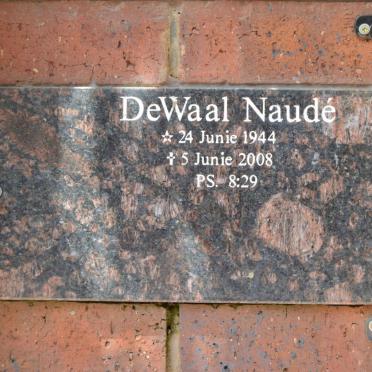 DeWaal Naudé
☆ 24 Junie 1944
✝ 5 Junie 2008
PS. 8:29